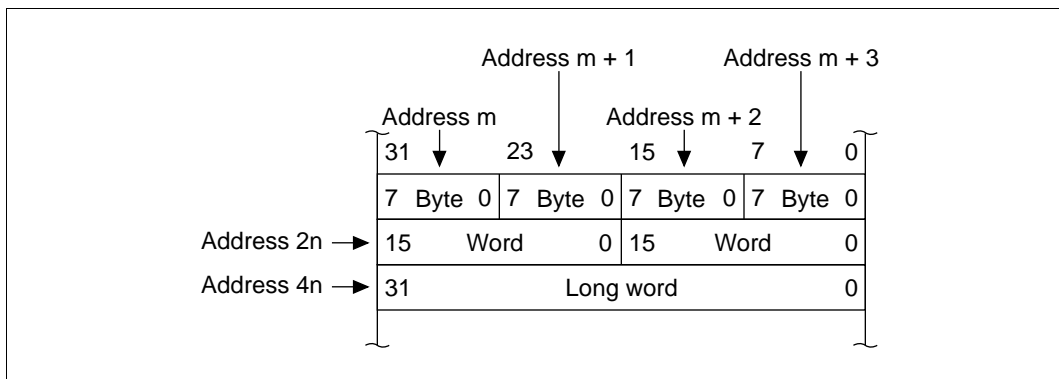 Address m + 1 Address m + 3
Address m Address m + 2
31 23 15 7 0
7 Byte 0 7 Byte 0 7 Byte 0 7 Byte 0
Address 2n 15 Word 0 15 Word 0
Address 4n 31 Long word 0